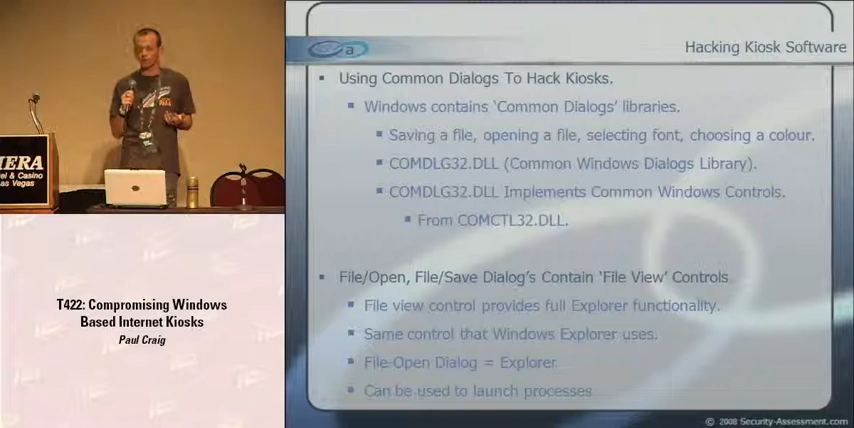 IERA
el & Casino
as Vegas
T422: Compromising Windows
Based Internet Kiosks
Paul Craig
a
Hacking Kiosk Software
Using Common Dialogs To Hack Kiosks.
Windows contains ‘Common Dialogs’ libraries.
Saving a file, opening a file, selecting font, choosing a colour.
COMDLG32.DLL (Common Windows Dialogs Library).
COMDLG32.DLL Implements Common Windows Controls.
From COMCTL32.DLL.
File/Open, File/Save Dialog’s Contain ‘File View’ Controls
File view control provides full Explorer functionality.
Same control that Windows Explorer uses.
File-Open Dialog = Explorer
Can be used to launch processes
© 2008 Security-Assessment.com